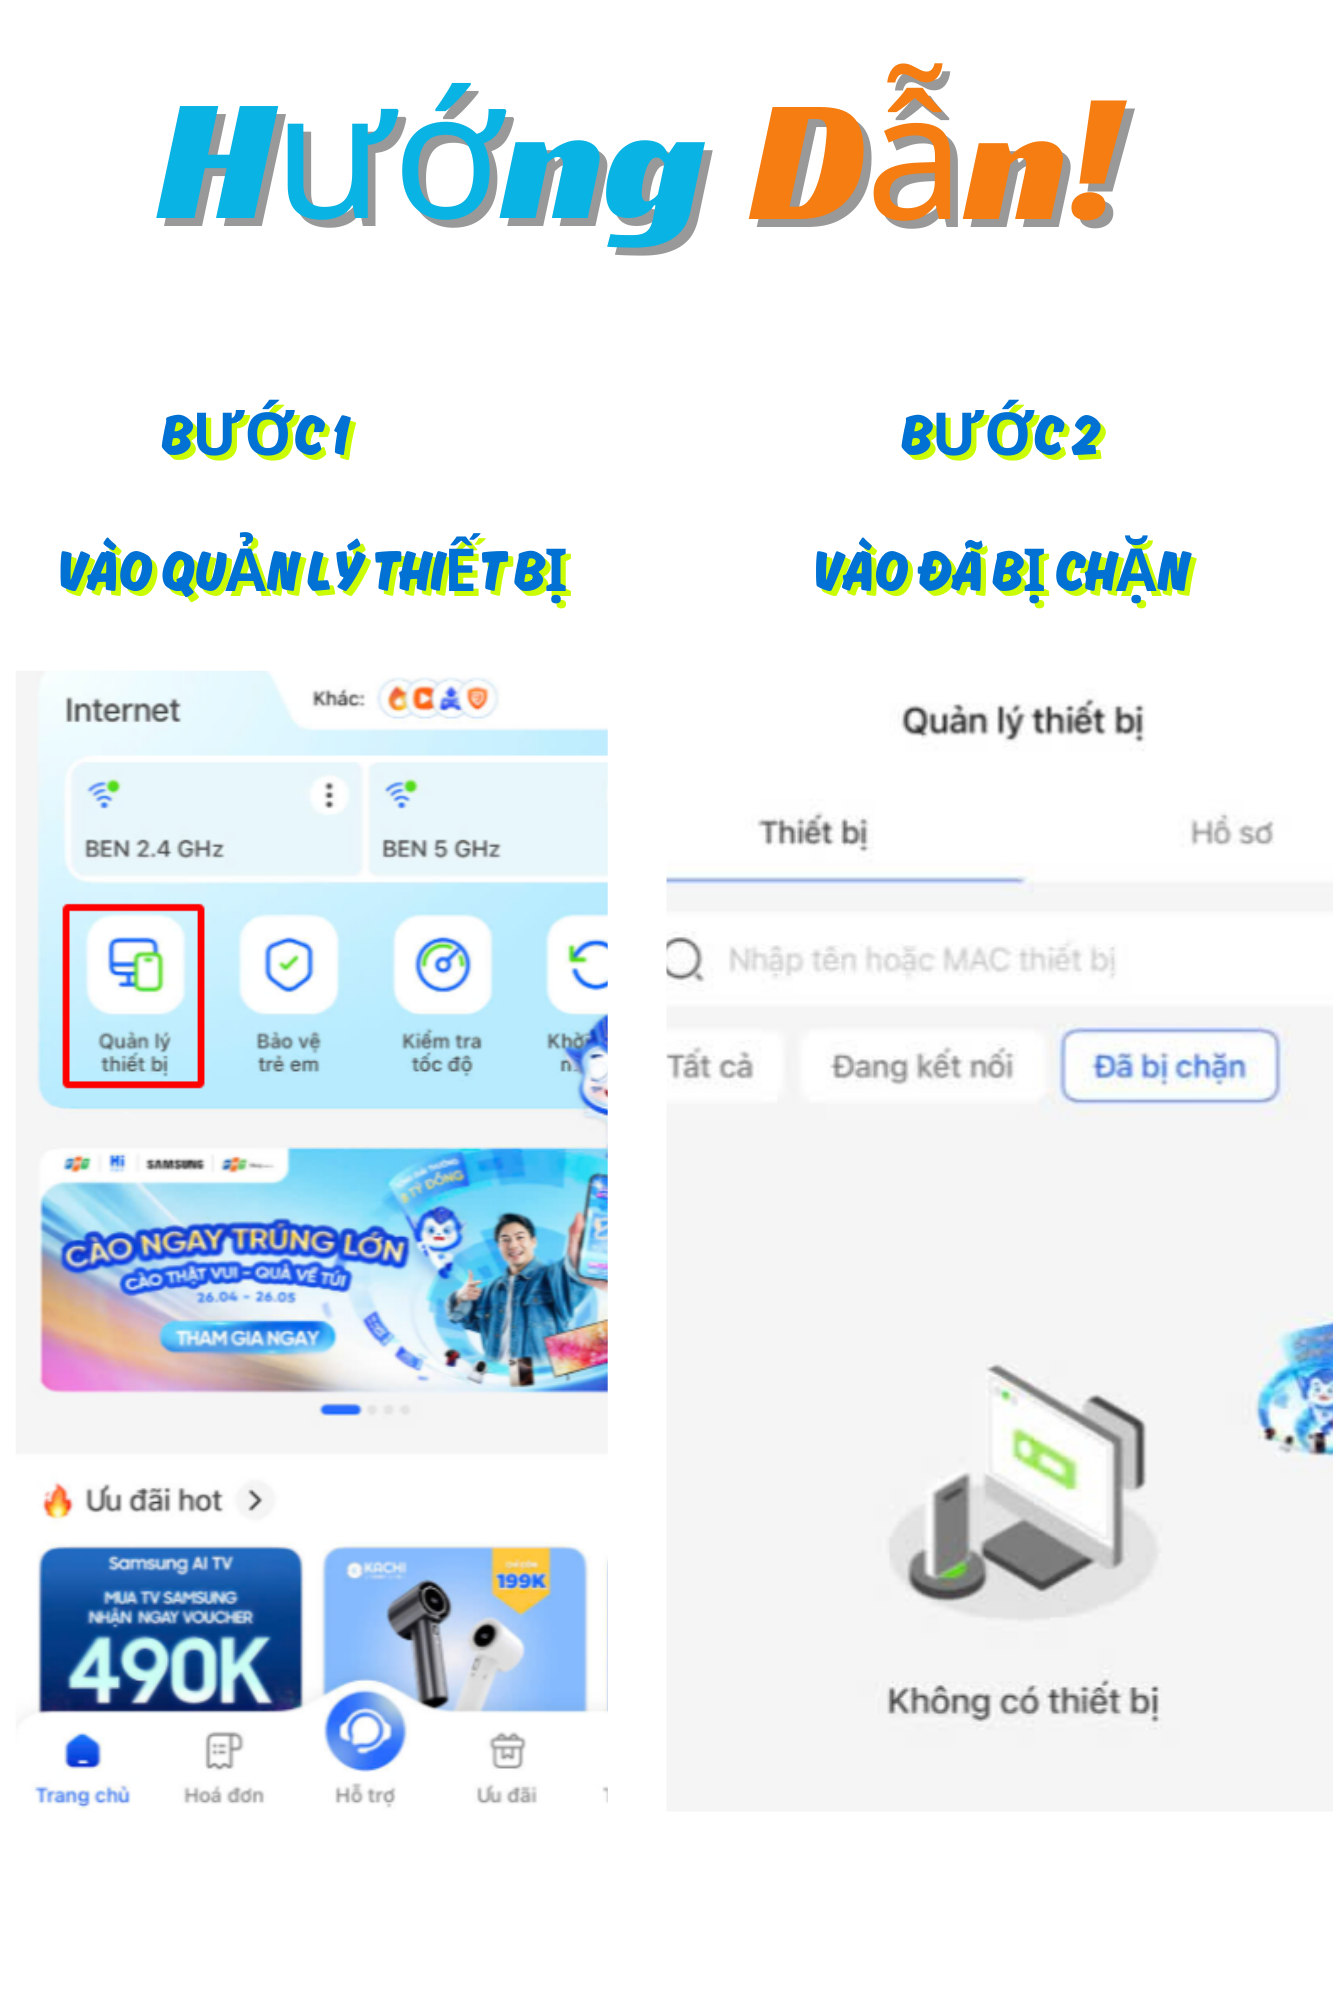 Hướng Dẫn!
BƯỚC 1
VÀO QUẢN LÝ THIẾT BỊ
Internet
Khác:
BEN 2.4 GHz
BEN 5 GHz
Quản lý
thiết bị
Bảo vệ
trẻ em
Kiểm tra
tốc độ
Hi
SAMSUNG
TỶ ĐỒNG
CÀO NGAY TRÚNG LỚN
CÀO THẬT VUI - QUÀ VỀ TÚI
26.04 - 26.05
THAM GIA NGAY
Ưu đãi hot
Samsung AI TV
MUA TV SAMSUNG
NHẬN NGAY VOUCHER
490K
KACHI
199K
Trang chủ
Hoá đơn
Hỗ trợ
Ưu đãi
BƯỚC 2
VÀO ĐÃ BỊ CHẶN
Quản lý thiết bị
Thiết bị
Hồ sơ
Nhập tên hoặc MAC thiết bị
Tất cả
Đang kết nối
Đã bị chặn
Không có thiết bị